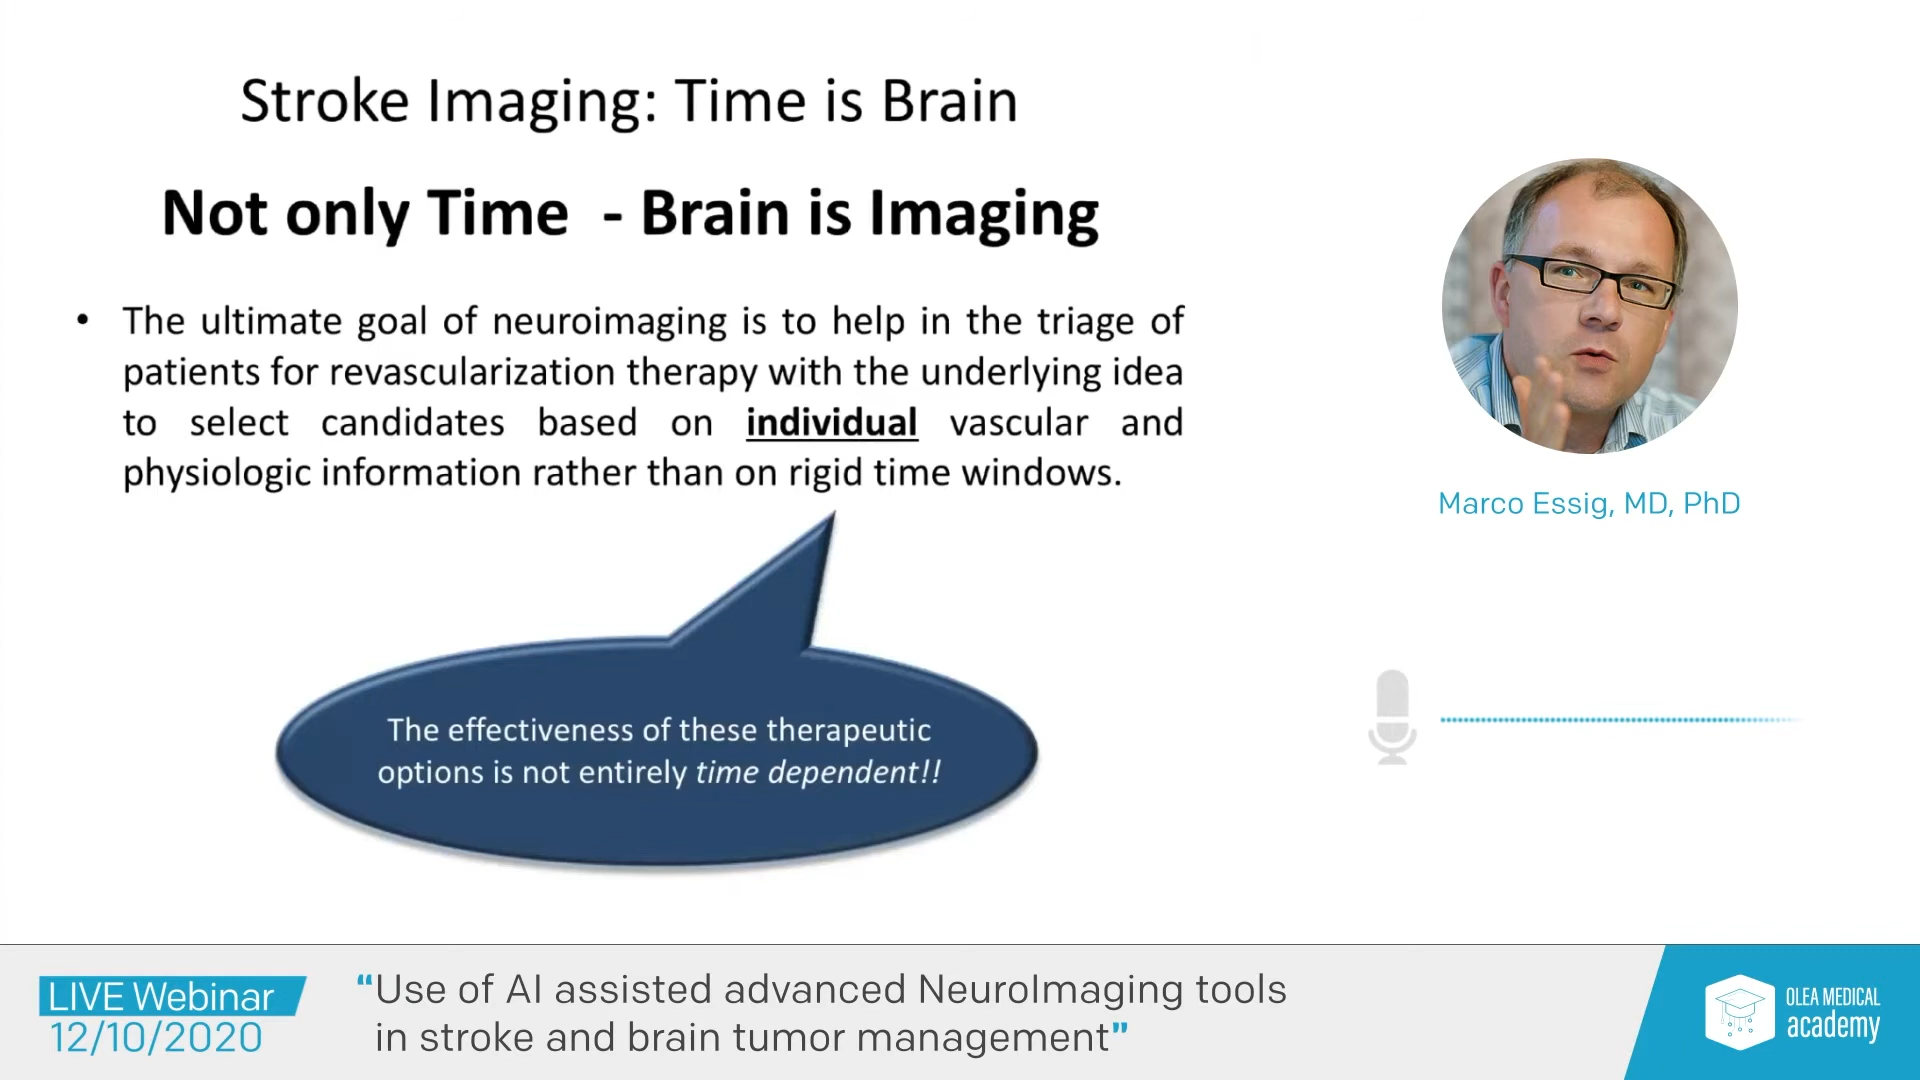 Stroke Imaging: Time is Brain
Not only Time - Brain is Imaging
• The ultimate goal of neuroimaging is to help in the triage of
patients for revascularization therapy with the underlying idea
to select candidates based on individual vascular and
physiologic information rather than on rigid time windows.
The effectiveness of these therapeutic
options is not entirely time dependent!!
Marco Essig, MD, PhD
LIVE Webinar
12/10/2020
“Use of AI assisted advanced NeuroImaging tools
in stroke and brain tumor management”
OLEA MEDICAL
academy